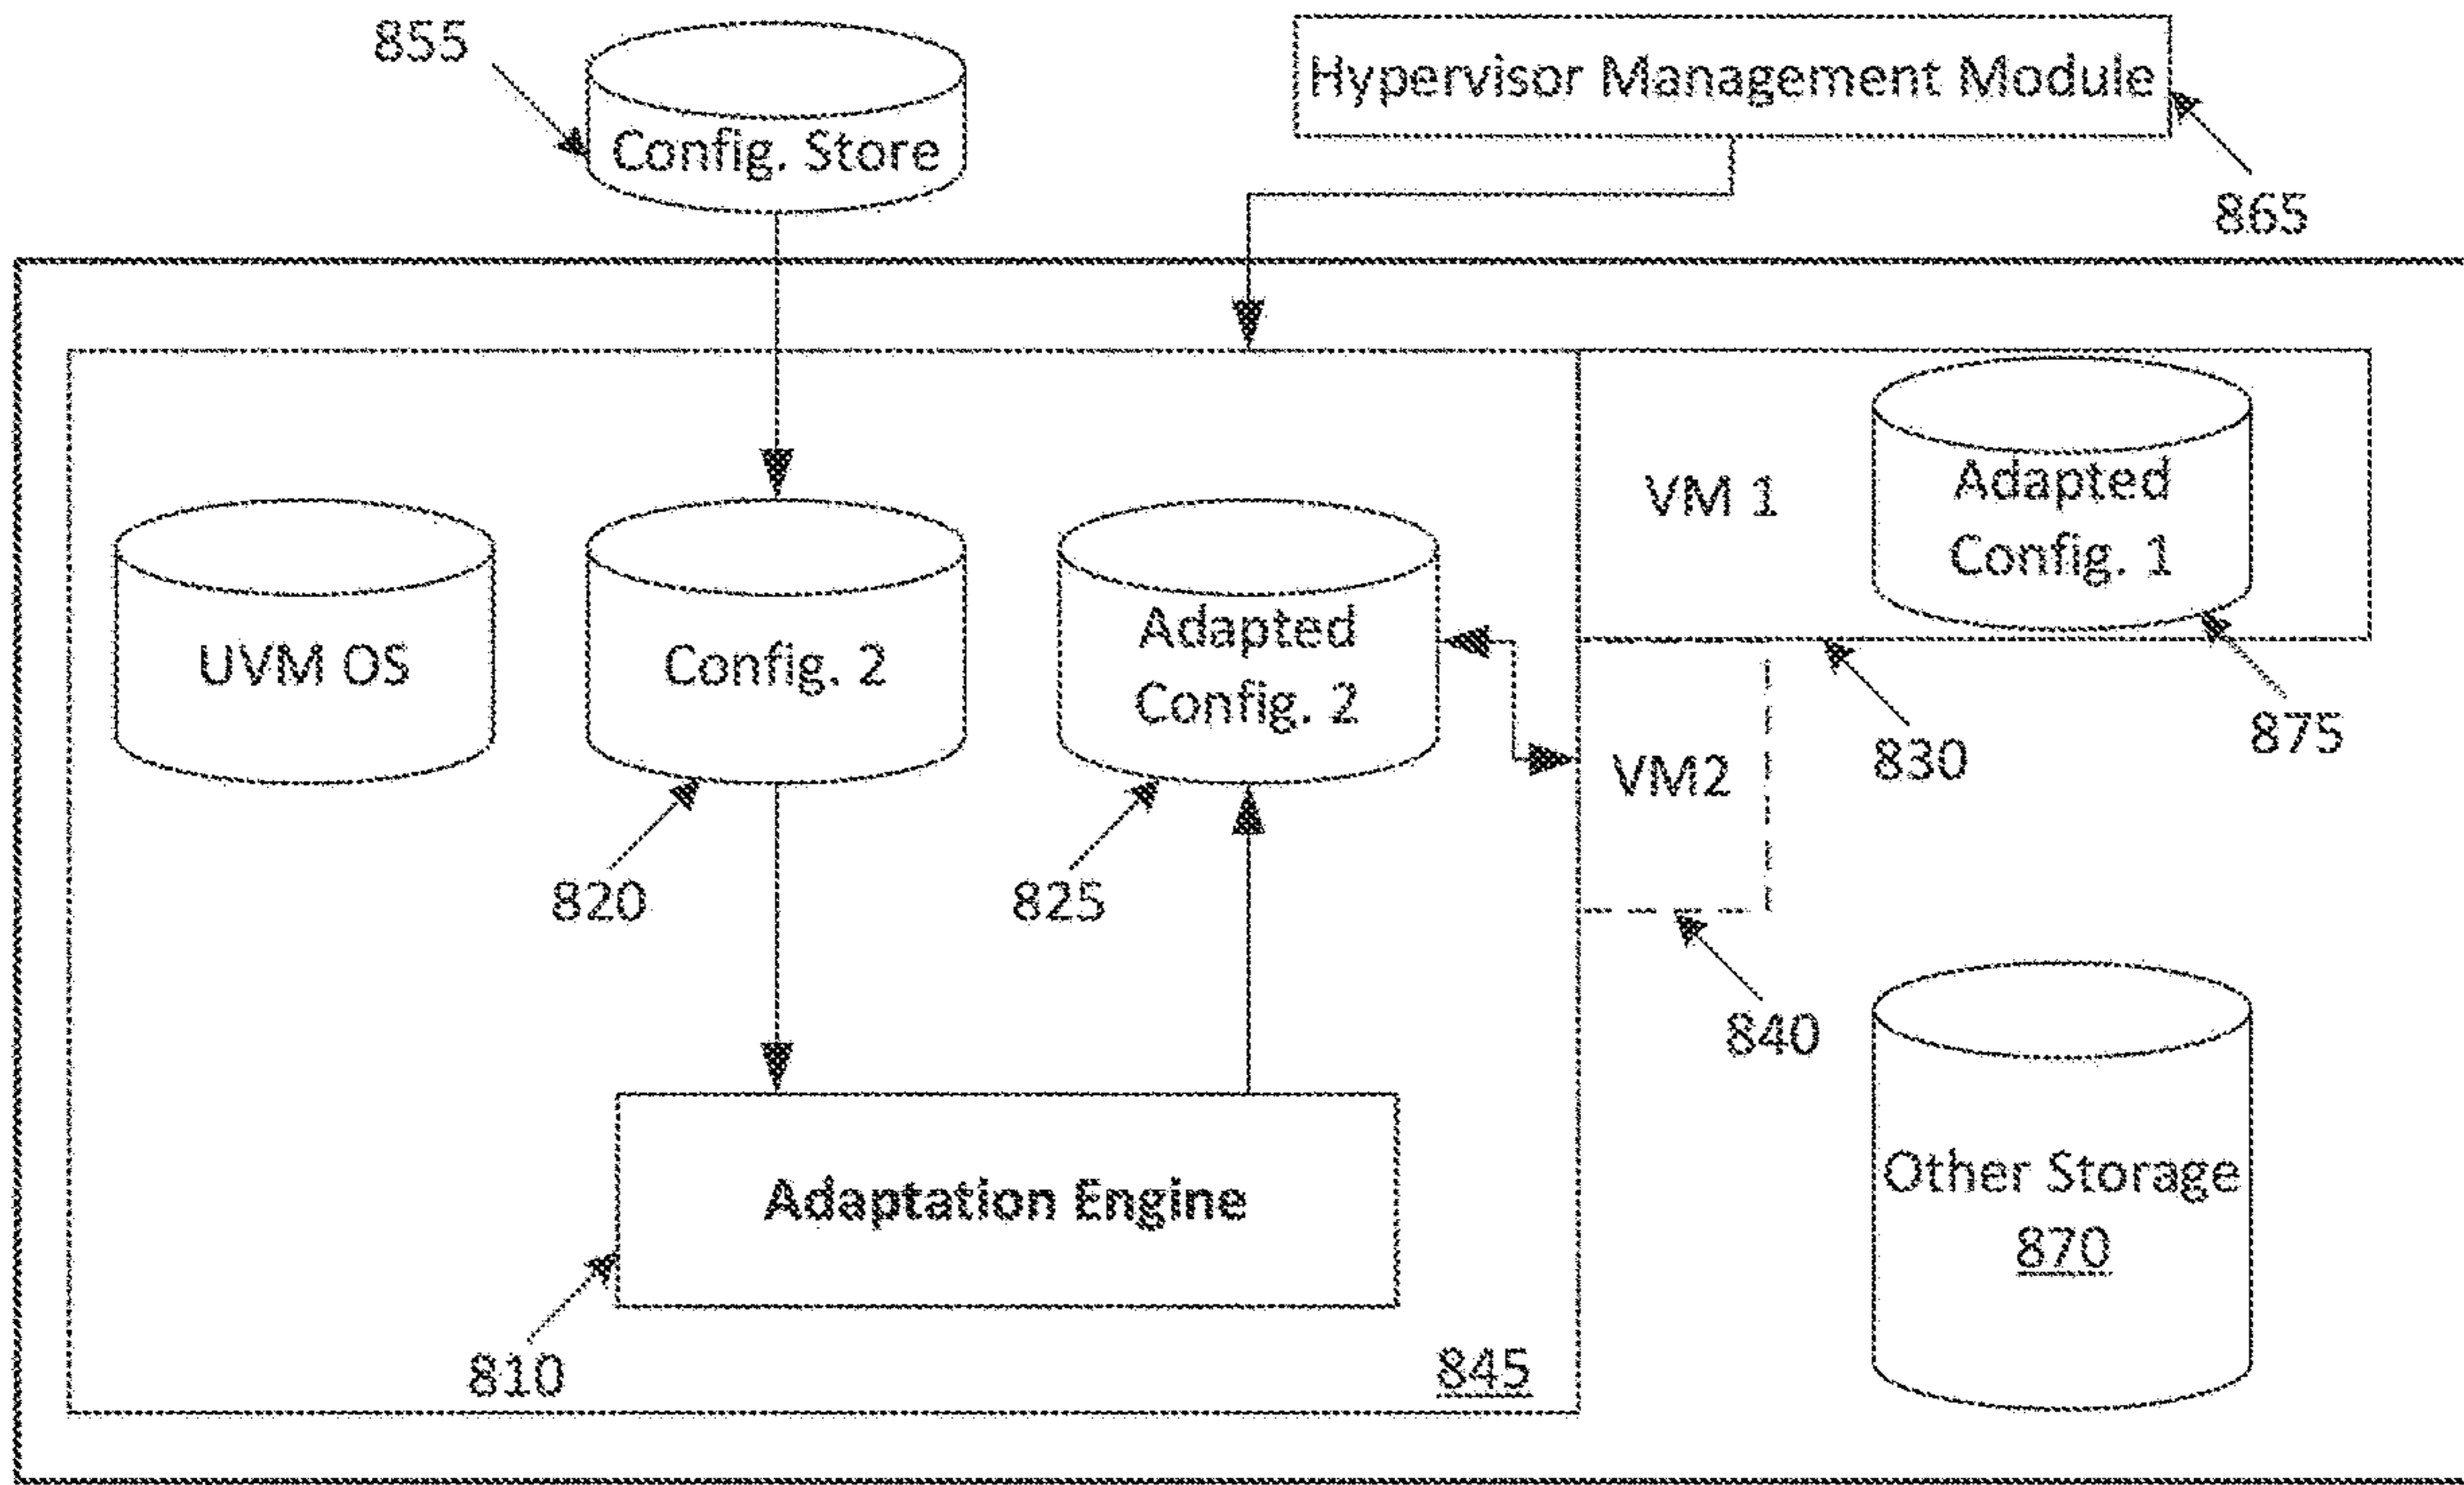 855
Config. Store
Hypervisor Management Module
865
UVM OS
Config. 2
Adapted
Config. 2
VM 1
Adapted
Config. 1
VM2
830
875
820
825
840
Adaptation Engine
810
845
Other Storage
870